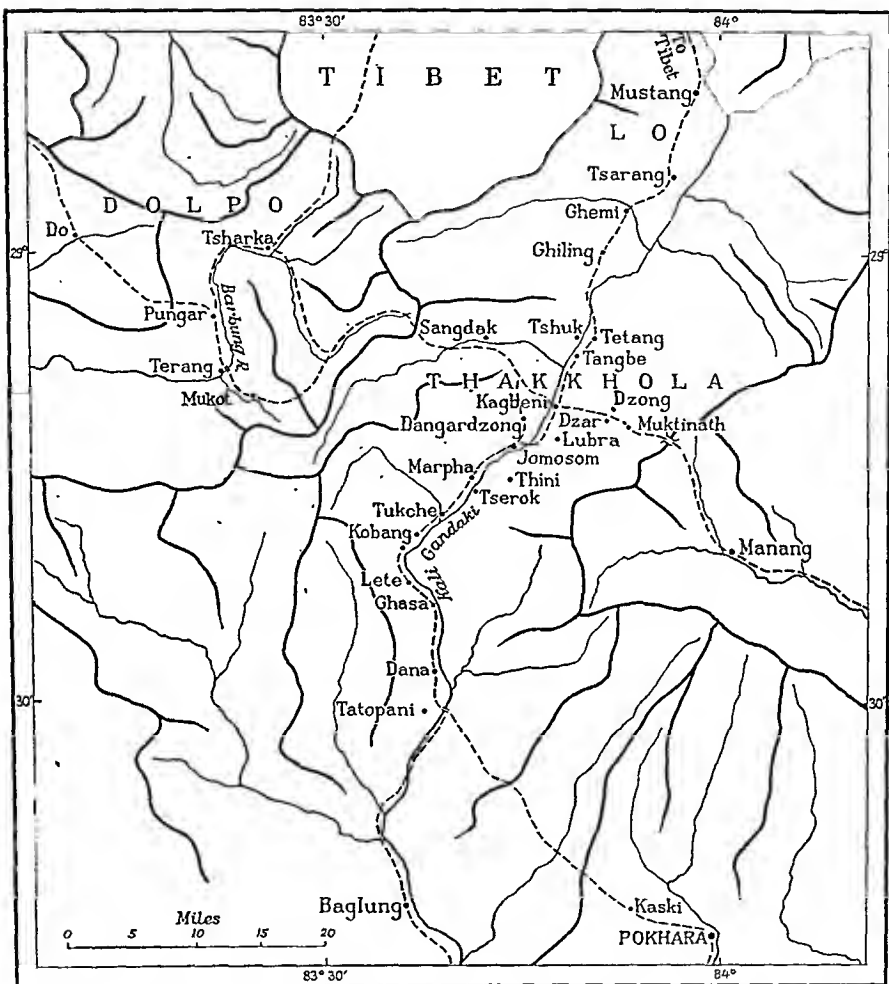 83°30'
84°
To Tibet
TIBET
Mustang
LO
Tsarang
DOLPO
Ghemi
Do
Tsharka
29°
29°
Ghiling
Barbung R.
Pungar
Sangdak
Tshuk
Tetang
Terang
Tangbe
THAKKHOLA
Mukot
Kagbeni
Dzong
Dangardzong
Dzar
Muktinath
Lubra
Jomosom
Marpha
Thini
Tserok
Tukche
Kobang
Kali Gandaki
Manang
Lete
Ghasa
Dana
30'
30'
Tatopani
Baglung
Miles
Kaski
0 5 10 15 20
POKHARA
83°30'
84°